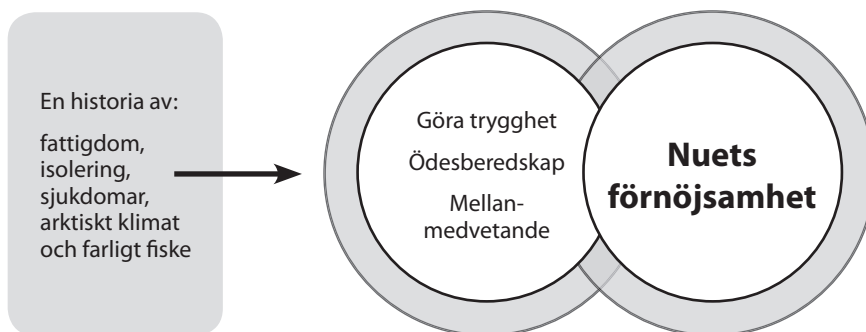 En historia av:
fattigdom,
isolering,
sjukdomar,
arktiskt klimat
och farligt fiske
Göra trygghet
Ödesberedskap
Mellan-
medvetande
Nuets
förnöjsamhet